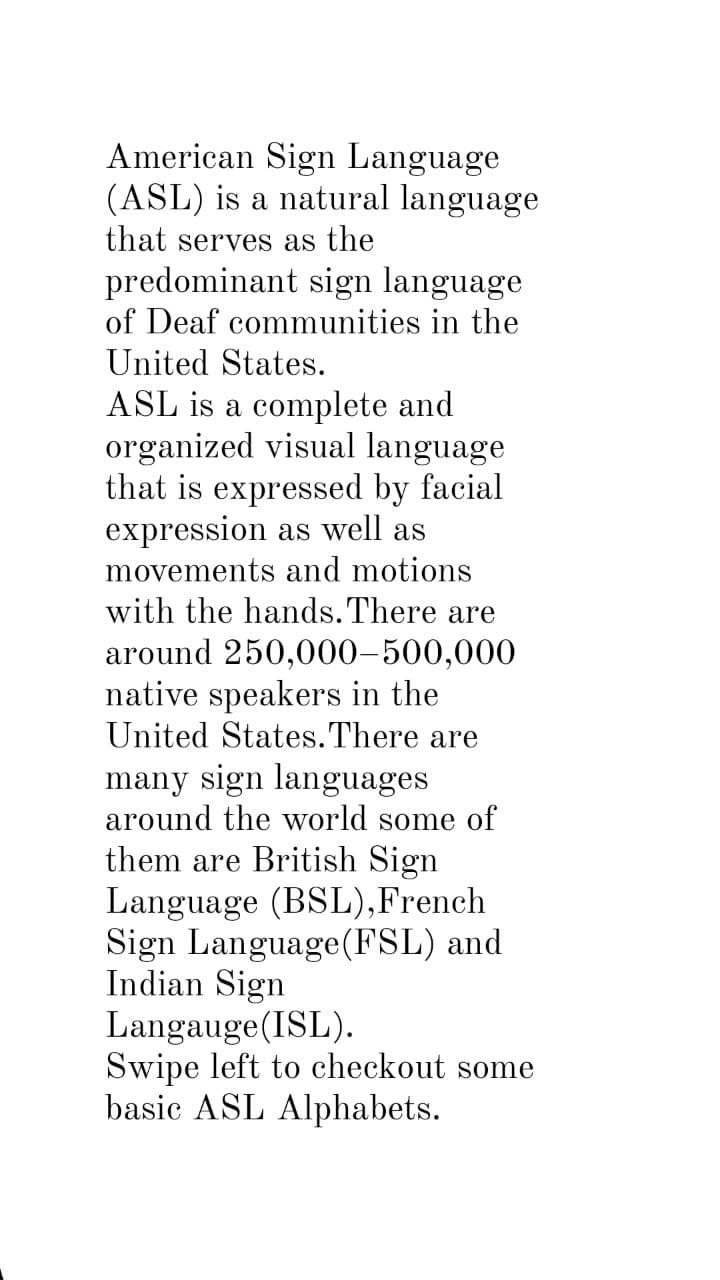 American Sign Language
(ASL) is a natural language
that serves as the
predominant sign language
of Deaf communities in the
United States.
ASL is a complete and
organized visual language
that is expressed by facial
expression as well as
movements and motions
with the hands.There are
around 250,000–500,000
native speakers in the
United States.There are
many sign languages
around the world some of
them are British Sign
Language (BSL),French
Sign Language(FSL) and
Indian Sign
Langauge(ISL).
Swipe left to checkout some
basic ASL Alphabets.